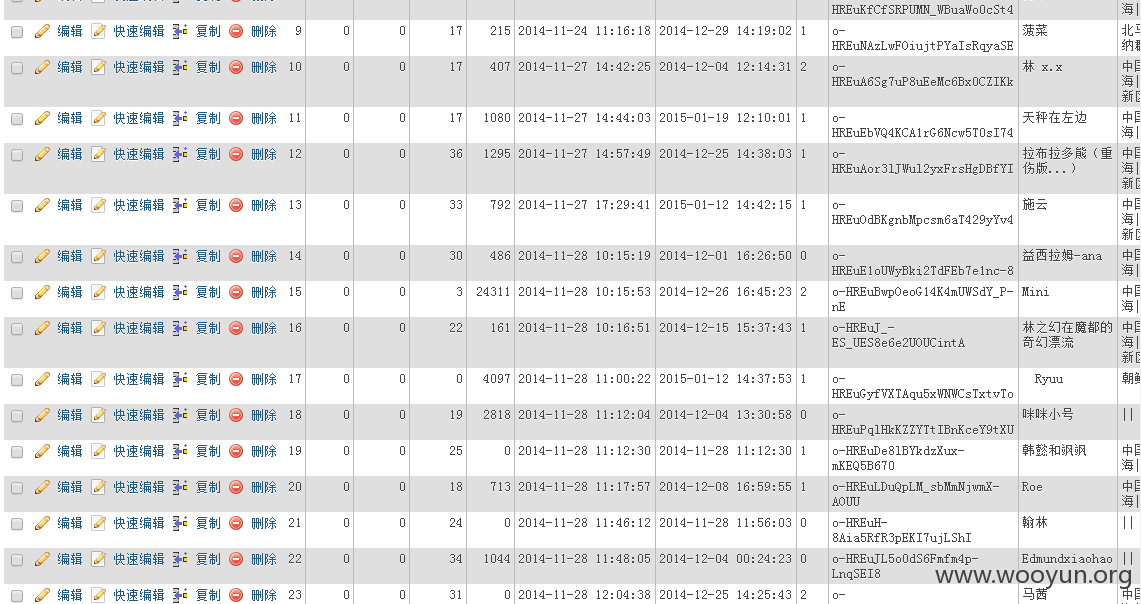 HREuKfCfSRPUMN_WBuaWoOcSt4 海|
编辑 快速编辑 复制 删除 9 0 0 17 215 2014-11-24 11:16:18 2014-12-29 14:19:02 1 o- 菠菜 北马
HREuNAzLwFOiujtPYaIsRqyaSE 纳群
编辑 快速编辑 复制 删除 10 0 0 17 407 2014-11-27 14:42:25 2014-12-04 12:14:31 2 o- 林 x.x 中国
HREuA6Sg7uP8uEeMc6BxOCZIKk 海|
新区
编辑 快速编辑 复制 删除 11 0 0 17 1080 2014-11-27 14:44:03 2015-01-19 12:10:01 1 o- 天秤在左边 中国
HREuEbVQ4KCA1rG6Ncw5TOsI74 海|
编辑 快速编辑 复制 删除 12 0 0 36 1295 2014-11-27 14:57:49 2014-12-25 14:38:03 1 o- 拉布拉多熊（重 中国
HREuAor3lJWul2yxFrsHgDBfYI 伤版...） 海|
新区
编辑 快速编辑 复制 删除 13 0 0 33 792 2014-11-27 17:29:41 2015-01-12 14:42:15 1 o- 施云 中国
HREuOdBKgnbMpcsm6aT429yYv4 海|
新区
编辑 快速编辑 复制 删除 14 0 0 30 486 2014-11-28 10:15:19 2014-12-01 16:26:50 0 o- 益西拉姆-ana 中国
HREuE1oUWyBki2TdFEb7e1nc-8 海|
编辑 快速编辑 复制 删除 15 0 0 3 24311 2014-11-28 10:15:53 2014-12-26 16:45:23 2 o-HREuBwpOeoG14K4mUWSdY_P- Mini 中国
nE 海|
编辑 快速编辑 复制 删除 16 0 0 22 161 2014-11-28 10:16:51 2014-12-15 15:37:43 1 o-HREuJ_- 林之幻在魔都的 中国
ES_UES8e6e2UOUCintA 奇幻漂流 海|
新区
编辑 快速编辑 复制 删除 17 0 0 0 4097 2014-11-28 11:00:22 2015-01-12 14:37:53 1 o- Ryuu 朝鲜
HREuGyfVXTAqu5xWNWCsTxtvTo
编辑 快速编辑 复制 删除 18 0 0 19 2818 2014-11-28 11:12:04 2014-12-04 13:30:58 0 o- 咪咪小号 ||
HREuPqlHkKZZYTtIBnKceY9tXU
编辑 快速编辑 复制 删除 19 0 0 25 0 2014-11-28 11:12:30 2014-11-28 11:12:30 1 o-HREuDe8lBYkdzXux- 韩懿和讽讽 中国
mKEQ5B670 海|
编辑 快速编辑 复制 删除 20 0 0 18 713 2014-11-28 11:17:57 2014-12-08 16:59:55 1 o-HREuLDuQpLM_sbMmNjwmX- Roe 中国
AOUU 海|
编辑 快速编辑 复制 删除 21 0 0 24 0 2014-11-28 11:46:12 2014-11-28 11:56:03 0 o-HREuH- 翰林 ||
8Aia5RfR3pEKI7ujLShI
编辑 快速编辑 复制 删除 22 0 0 34 1044 2014-11-28 11:48:05 2014-12-04 00:24:23 0 o-HREuJL5oOdS6Fmfm4p- Edmundxiaohao ||
LnqSEI8
www.wooyun.org
编辑 快速编辑 复制 删除 23 0 0 31 0 2014-11-28 12:04:38 2014-12-25 14:25:43 2 o- 马茜 中国